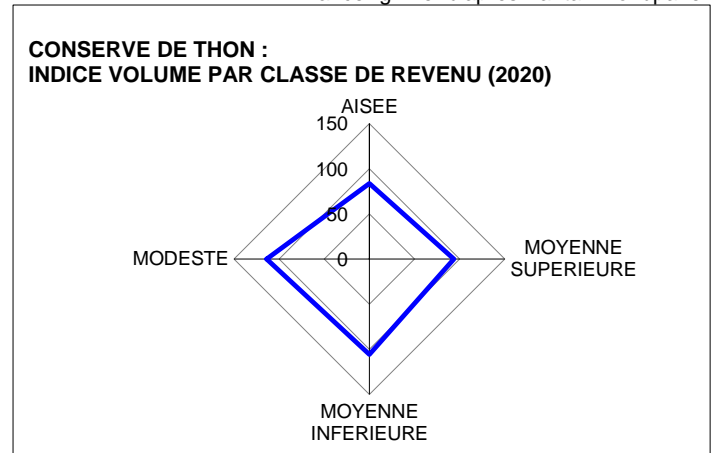 CONSERVE DE THON :
INDICE VOLUME PAR CLASSE DE REVENU (2020)
AISEE
150
100
50
0
MODESTE
MOYENNE
SUPERIEURE
MOYENNE
INFERIEURE